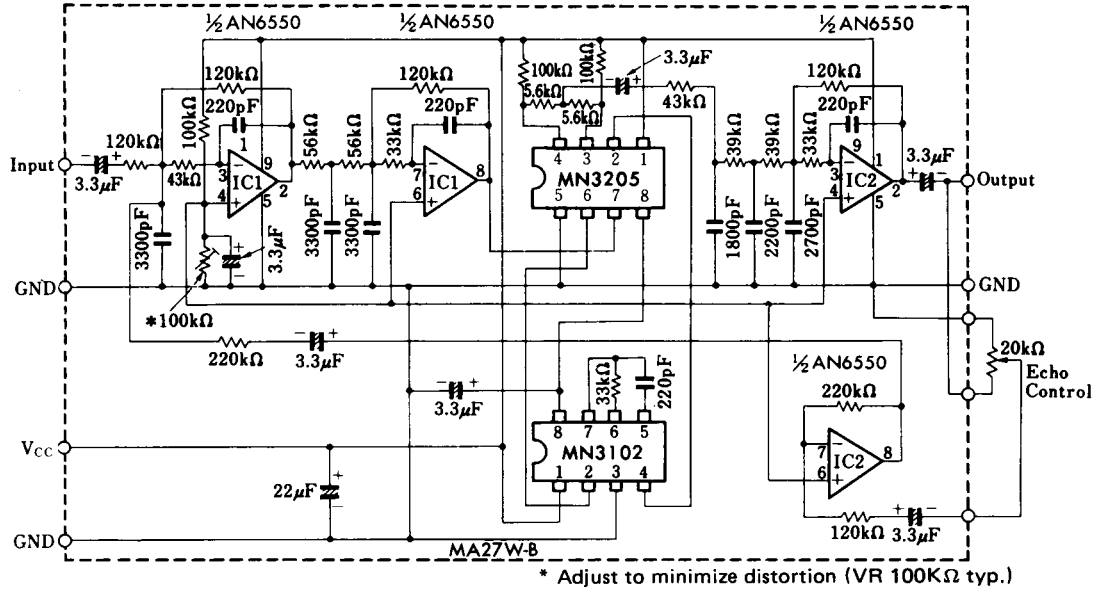 ½AN6550
½AN6550
½AN6550
3.3µF
120kΩ
120kΩ
120kΩ
220pF
220pF
220pF
100kΩ
100kΩ
100kΩ
5.6kΩ
5.6kΩ
43kΩ
120kΩ
Input
3.3µF
43kΩ
1
9
3
IC1
2
4
5
56kΩ
56kΩ
33kΩ
7
IC1
8
6
4 3 2 1
MN3205
5 6 7 8
39kΩ
39kΩ
33kΩ
9
1
3
IC2
2
4
5
3.3µF
Output
3300pF
3.3µF
3300pF
3300pF
1800pF
2200pF
2700pF
GND
GND
*100kΩ
220kΩ
3.3µF
3.3µF
33kΩ
220pF
½AN6550
20kΩ
Echo
Control
220kΩ
8 7 6 5
MN3102
1 2 3 4
7
IC2
8
6
VCC
22µF
120kΩ
3.3µF
GND
MA27W-B
* Adjust to minimize distortion (VR 100KΩ typ.)